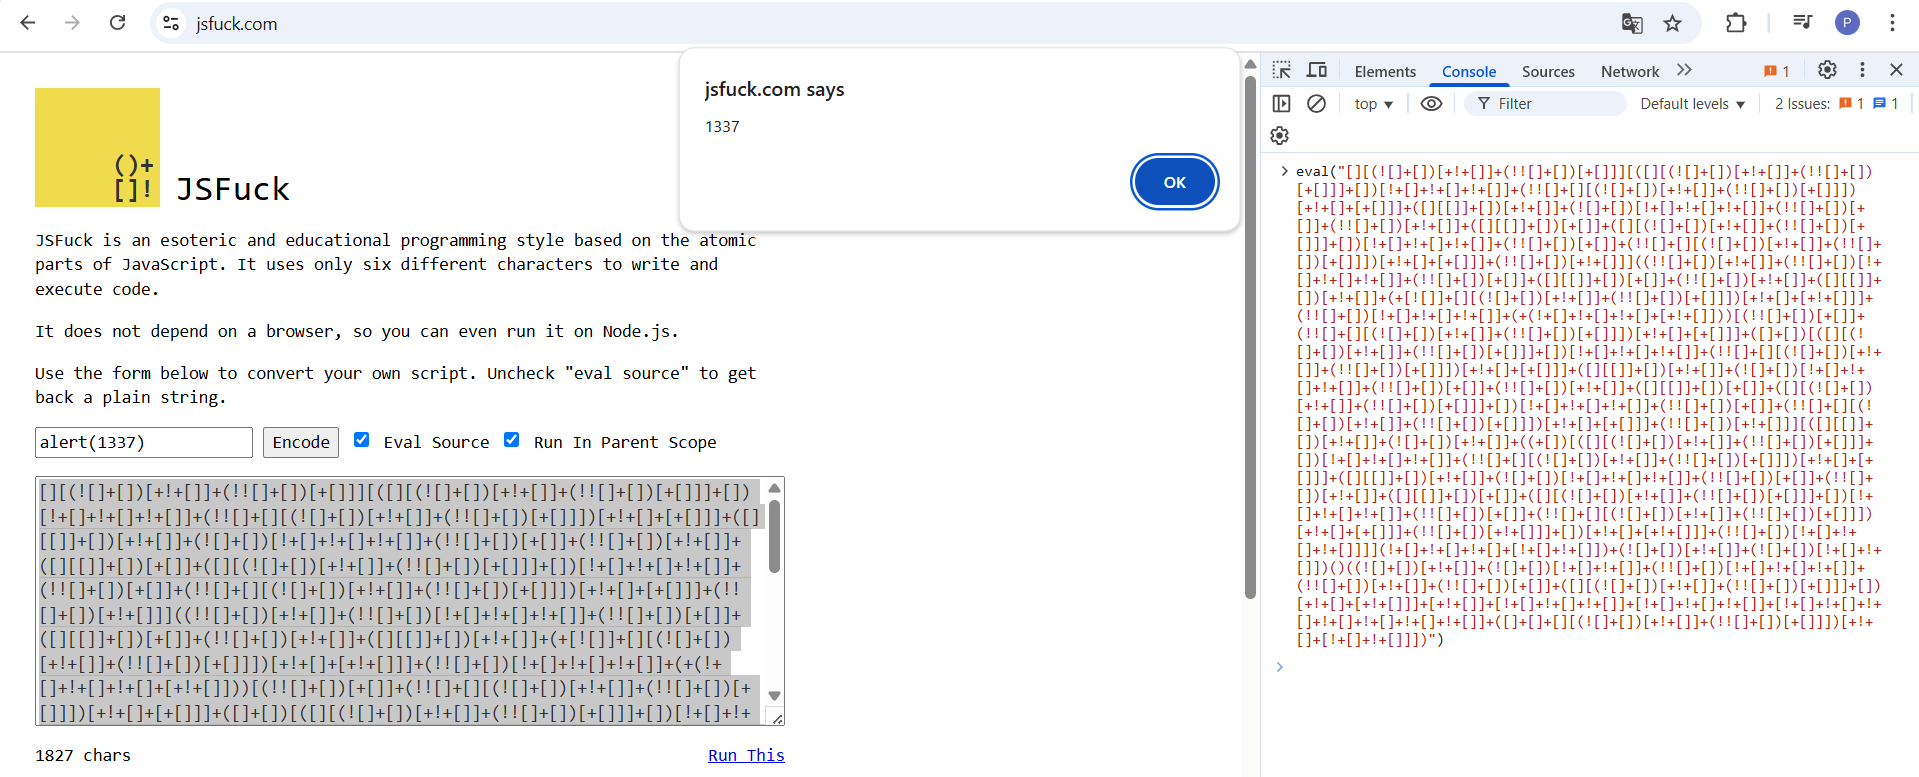 jsfuck.com
P
jsfuck.com says
1337
OK
()+
[]!
JSFuck
JSFuck is an esoteric and educational programming style based on the atomic
parts of JavaScript. It uses only six different characters to write and
execute code.
It does not depend on a browser, so you can even run it on Node.js.
Use the form below to convert your own script. Uncheck "eval source" to get
back a plain string.
alert(1337) Encode Eval Source Run In Parent Scope
[][(![]+[])[+!+[]]+(!![]+[])[+[]]][([][(![]+[])[+!+[]]+(!![]+[])[+[]]]+[])
[!+[]+!+[]+!+[]]+(!![]+[][(![]+[])[+!+[]]+(!![]+[])[+[]]])[+!+[]+[+[]]]+([]
[[]]+[])[+!+[]]+(![]+[])[!+[]+!+[]+!+[]]+(!![]+[])[+[]]+(!![]+[])[+!+[]]+
([][[]]+[])[+[]]+([][(![]+[])[+!+[]]+(!![]+[])[+[]]]+[])[!+[]+!+[]+!+[]]+
(!![]+[])[+[]]+(!![]+[][(![]+[])[+!+[]]+(!![]+[])[+[]]])[+!+[]+[+[]]]+(!!
[]+[])[+!+[]]]((!![]+[])[+!+[]]+(!![]+[])[!+[]+!+[]+!+[]]+(!![]+[])[+[]]+
([][[]]+[])[+[]]+(!![]+[])[+!+[]]+([][[]]+[])[+!+[]]+(+[![]]+[][(![]+[])
[+!+[]]+(!![]+[])[+[]]])[+!+[]+[+!+[]]]+(!![]+[])[!+[]+!+[]+!+[]]+(+(!+
[]+!+[]+!+[]+[+!+[]]))[(!![]+[])[+[]]+(!![]+[][(![]+[])[+!+[]]+(!![]+[])[+
[]]])[+!+[]+[+[]]]+([]+[])[([][(![]+[])[+!+[]]+(!![]+[])[+[]]]+[])[!+[]+!+
1827 chars
Run This
Elements Console Sources Network 1
top Filter Default levels 2 Issues: 1 1
eval("[][(![]+[])[+!+[]]+(!![]+[])[+[]]][([][(![]+[])[+!+[]]+(!![]+[])
[+[]]]+[])[!+[]+!+[]+!+[]]+(!![]+[][(![]+[])[+!+[]]+(!![]+[])[+[]]])
[+!+[]+[+[]]]+([][[]]+[])[+!+[]]+(![]+[])[!+[]+!+[]+!+[]]+(!![]+[])[+
[]]+(!![]+[])[+!+[]]+([][[]]+[])[+[]]+([][(![]+[])[+!+[]]+(!![]+[])[+
[]]]+[])[!+[]+!+[]+!+[]]+(!![]+[])[+[]]+(!![]+[][(![]+[])[+!+[]]+(!![]+
[])[+[]]])[+!+[]+[+[]]]+(!![]+[])[+!+[]]]((!![]+[])[+!+[]]+(!![]+[])[!+
[]+!+[]+!+[]]+(!![]+[])[+[]]+([][[]]+[])[+[]]+(!![]+[])[+!+[]]+([][[]]+
[])[+!+[]]+(+[![]]+[][(![]+[])[+!+[]]+(!![]+[])[+[]]])[+!+[]+[+!+[]]]+
(!![]+[])[!+[]+!+[]+!+[]]+(+(!+[]+!+[]+!+[]+[+!+[]]))[(!![]+[])[+[]]+
(!![]+[][(![]+[])[+!+[]]+(!![]+[])[+[]]])[+!+[]+[+[]]]+([]+[])[([][(!
[]+[])[+!+[]]+(!![]+[])[+[]]]+[])[!+[]+!+[]+!+[]]+(!![]+[][(![]+[])[+!+
[]]+(!![]+[])[+[]]])[+!+[]+[+[]]]+([][[]]+[])[+!+[]]+(![]+[])[!+[]+!+
[]+!+[]]+(!![]+[])[+[]]+(!![]+[])[+!+[]]+([][[]]+[])[+[]]+([][(![]+[])
[+!+[]]+(!![]+[])[+[]]]+[])[!+[]+!+[]+!+[]]+(!![]+[])[+[]]+(!![]+[][(!
[]+[])[+!+[]]+(!![]+[])[+[]]])[+!+[]+[+[]]]+(!![]+[])[+!+[]]][([][[]]+
[])[+!+[]]+(![]+[])[+!+[]]+((+[])[([][(![]+[])[+!+[]]+(!![]+[])[+[]]]+
[])[!+[]+!+[]+!+[]]+(!![]+[][(![]+[])[+!+[]]+(!![]+[])[+[]]])[+!+[]+[+
[]]]+([][[]]+[])[+!+[]]+(![]+[])[!+[]+!+[]+!+[]]+(!![]+[])[+[]]+(!![]+
[])[+!+[]]+([][[]]+[])[+[]]+([][(![]+[])[+!+[]]+(!![]+[])[+[]]]+[])[!+
[]+!+[]+!+[]]+(!![]+[])[+[]]+(!![]+[][(![]+[])[+!+[]]+(!![]+[])[+[]]])
[+!+[]+[+[]]]+(!![]+[])[+!+[]]]+[])[+!+[]+[+!+[]]]+(!![]+[])[!+[]+!+
[]+!+[]]]](!+[]+!+[]+!+[]+[!+[]+!+[]])+(![]+[])[+!+[]]+(![]+[])[!+[]+!+
[]])()((![]+[])[+!+[]]+(![]+[])[!+[]+!+[]]+(!![]+[])[!+[]+!+[]+!+[]]+
(!![]+[])[+!+[]]+(!![]+[])[+[]]+([][(![]+[])[+!+[]]+(!![]+[])[+[]]]+[])
[+!+[]+[+!+[]]]+[+!+[]]+[!+[]+!+[]+!+[]]+[!+[]+!+[]+!+[]]+[!+[]+!+[]+!+
[]+!+[]+!+[]+!+[]+!+[]]+([]+[]+[][(![]+[])[+!+[]]+(!![]+[])[+[]]])[+!+
[]+[!+[]+!+[]]])")